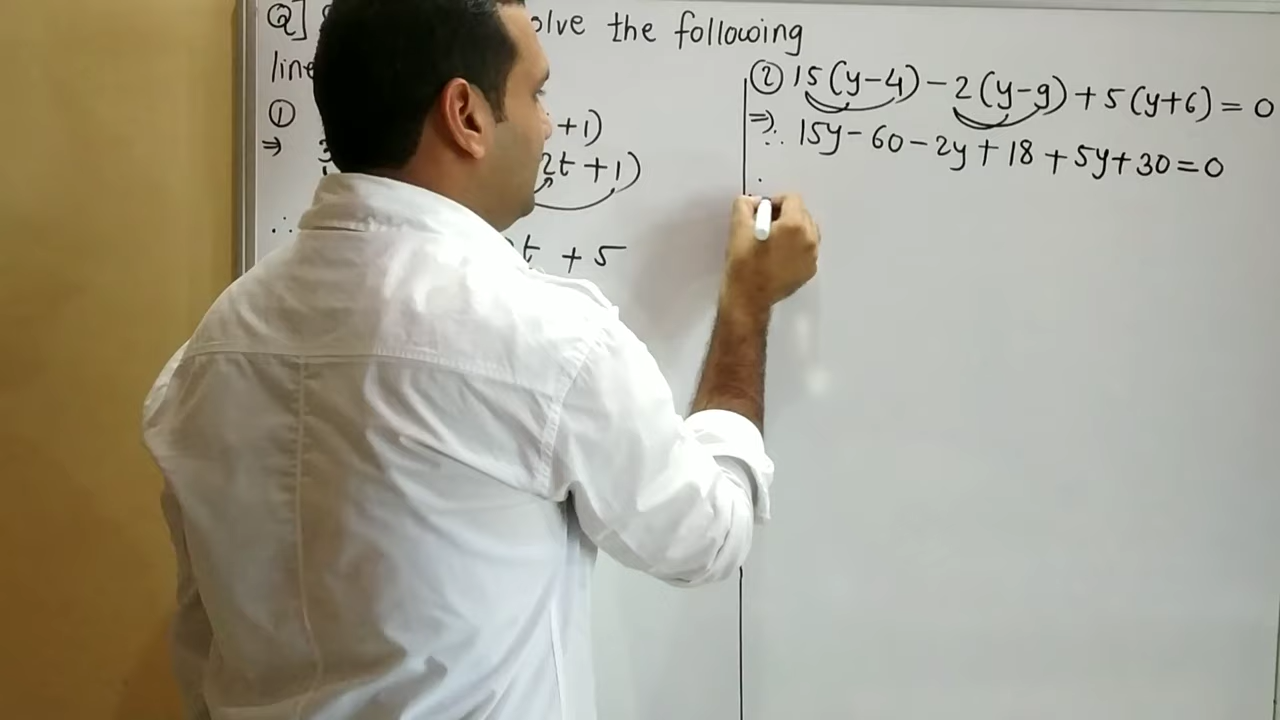 Q] olve the following
line
①
+1)
⇒ 3 2t +1)
∴ t + 5
② 15(y-4) - 2(y-9) + 5(y+6) = 0
⇒ ∴ 15y - 60 - 2y + 18 + 5y + 30 = 0